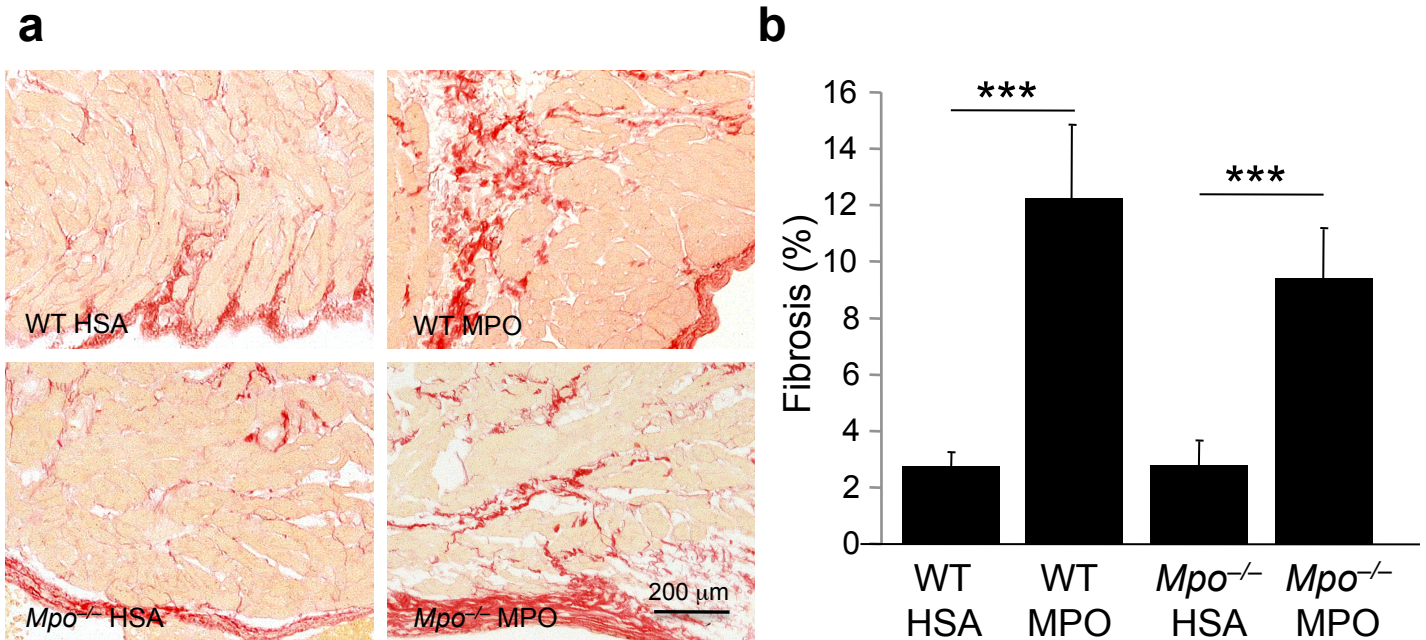 a
WT HSA
WT MPO
Mpo–/– HSA
Mpo–/– MPO
200 μm
b
Fibrosis (%)
16
14
12
10
8
6
4
2
0
***
***
WT HSA
WT MPO
Mpo–/– HSA
Mpo–/– MPO